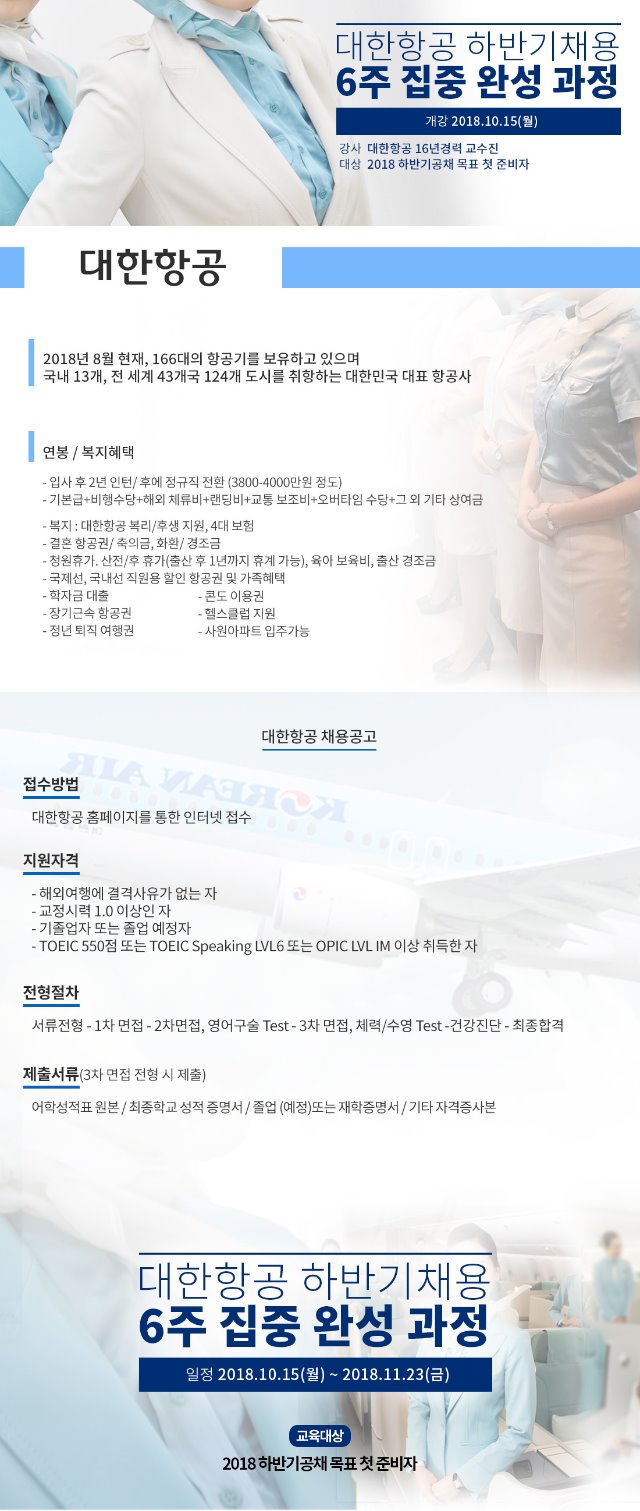 대한항공 하반기채용
6주 집중 완성 과정
개강 2018.10.15(월)
강사 대한항공 16년경력 교수진
대상 2018 하반기공채 목표 첫 준비자
대한항공
2018년 8월 현재, 166대의 항공기를 보유하고 있으며
국내 13개, 전 세계 43개국 124개 도시를 취항하는 대한민국 대표 항공사
연봉 / 복지혜택
- 입사 후 2년 인턴/ 후에 정규직 전환 (3800-4000만원 정도)
- 기본급+비행수당+해외 체류비+랜딩비+교통 보조비+오버타임 수당+그 외 기타 상여금
- 복지 : 대한항공 복리/후생 지원, 4대 보험
- 결혼 항공권/ 축의금, 화환/ 경조금
- 청원휴가. 산전/후 휴가(출산 후 1년까지 휴계 가능), 육아 보육비, 출산 경조금
- 국제선, 국내선 직원용 할인 항공권 및 가족혜택
- 학자금 대출 - 콘도 이용권
- 장기근속 항공권 - 헬스클럽 지원
- 정년 퇴직 여행권 - 사원아파트 입주가능
대한항공 채용공고
KOREAN AIR
접수방법
대한항공 홈페이지를 통한 인터넷 접수
지원자격
- 해외여행에 결격사유가 없는 자
- 교정시력 1.0 이상인 자
- 기졸업자 또는 졸업 예정자
- TOEIC 550점 또는 TOEIC Speaking LVL6 또는 OPIC LVL IM 이상 취득한 자
전형절차
서류전형 - 1차 면접 - 2차면접, 영어구술 Test - 3차 면접, 체력/수영 Test -건강진단 - 최종합격
제출서류(3차 면접 전형 시 제출)
어학성적표 원본 / 최종학교 성적 증명서 / 졸업 (예정)또는 재학증명서 / 기타 자격증사본
대한항공 하반기채용
6주 집중 완성 과정
일정 2018.10.15(월) ~ 2018.11.23(금)
교육대상
2018 하반기공채 목표 첫 준비자